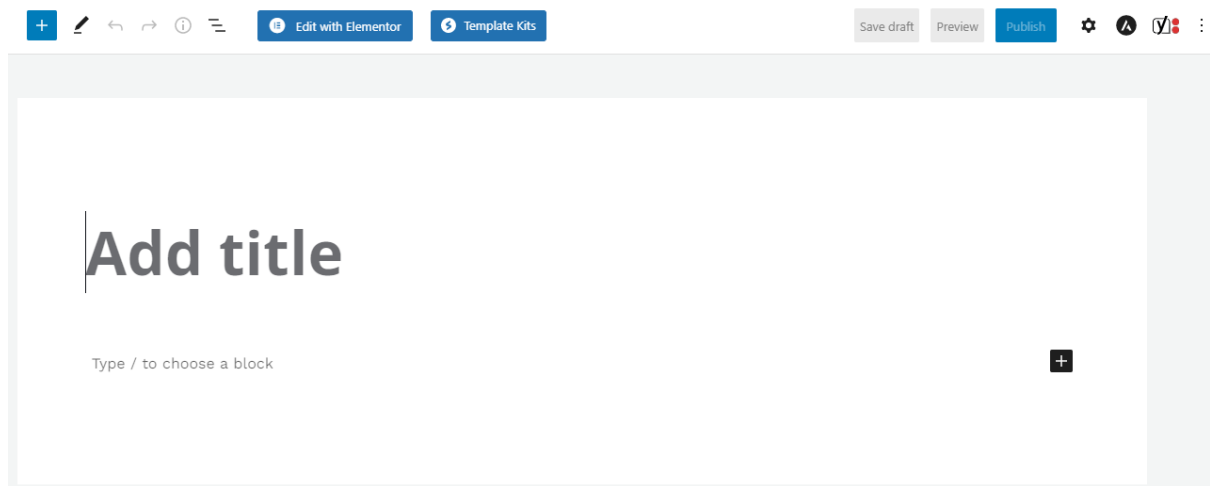 Edit with Elementor Template Kits Save draft Preview Publish
Add title
Type / to choose a block